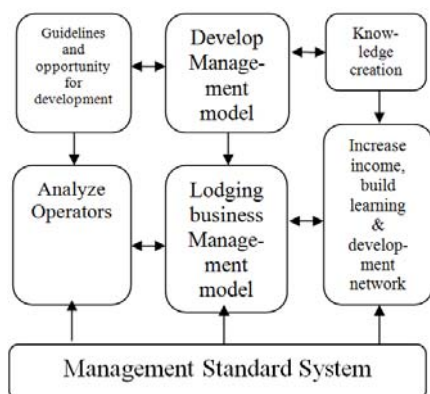 Guidelines
and
opportunity
for
development
Develop
Manage-
ment
model
Know-
ledge
creation
Analyze
Operators
Lodging
business
Manage-
ment
model
Increase
income,
build
learning
&
develop-
ment
network
Management Standard System